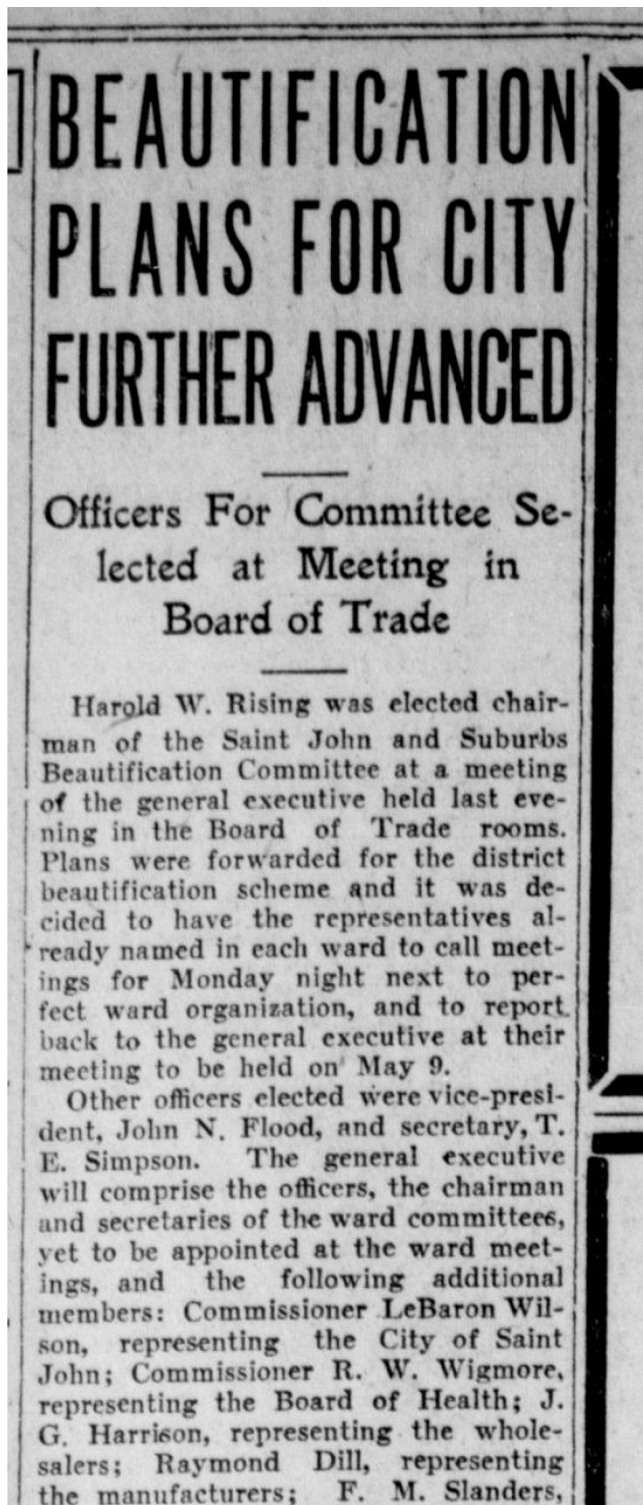 BEAUTIFICATION
PLANS FOR CITY
FURTHER ADVANCED
Officers For Committee Se-
lected at Meeting in
Board of Trade
Harold W. Rising was elected chair-
man of the Saint John and Suburbs
Beautification Committee at a meeting
of the general executive held last eve-
ning in the Board of Trade rooms.
Plans were forwarded for the district
beautification scheme and it was de-
cided to have the representatives al-
ready named in each ward to call meet-
ings for Monday night next to per-
fect ward organization, and to report
back to the general executive at their
meeting to be held on May 9.
Other officers elected were vice-presi-
dent, John N. Flood, and secretary, T.
E. Simpson. The general executive
will comprise the officers, the chairman
and secretaries of the ward committees,
yet to be appointed at the ward meet-
ings, and the following additional
members: Commissioner LeBaron Wil-
son, representing the City of Saint
John; Commissioner R. W. Wigmore,
representing the Board of Health; J.
G. Harrison, representing the whole-
salers; Raymond Dill, representing
the manufacturers; F. M. Slanders,